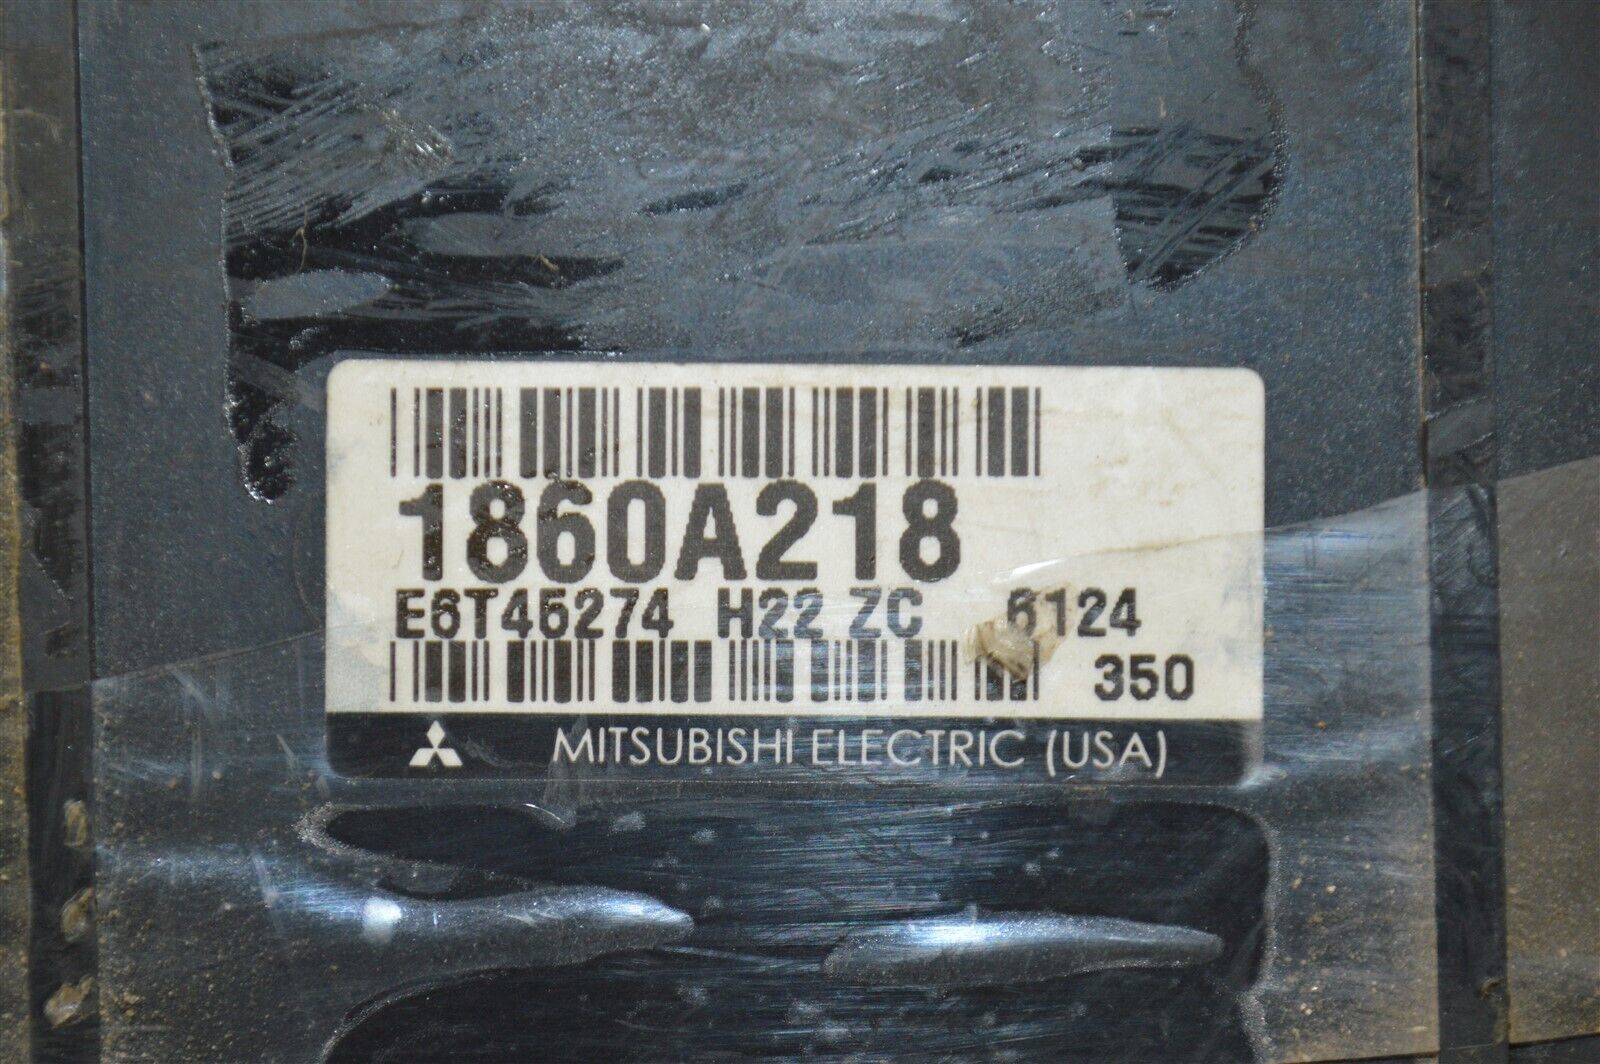 1860A218
E6T46274 H22 ZC 6124
350
MITSUBISHI ELECTRIC (USA)